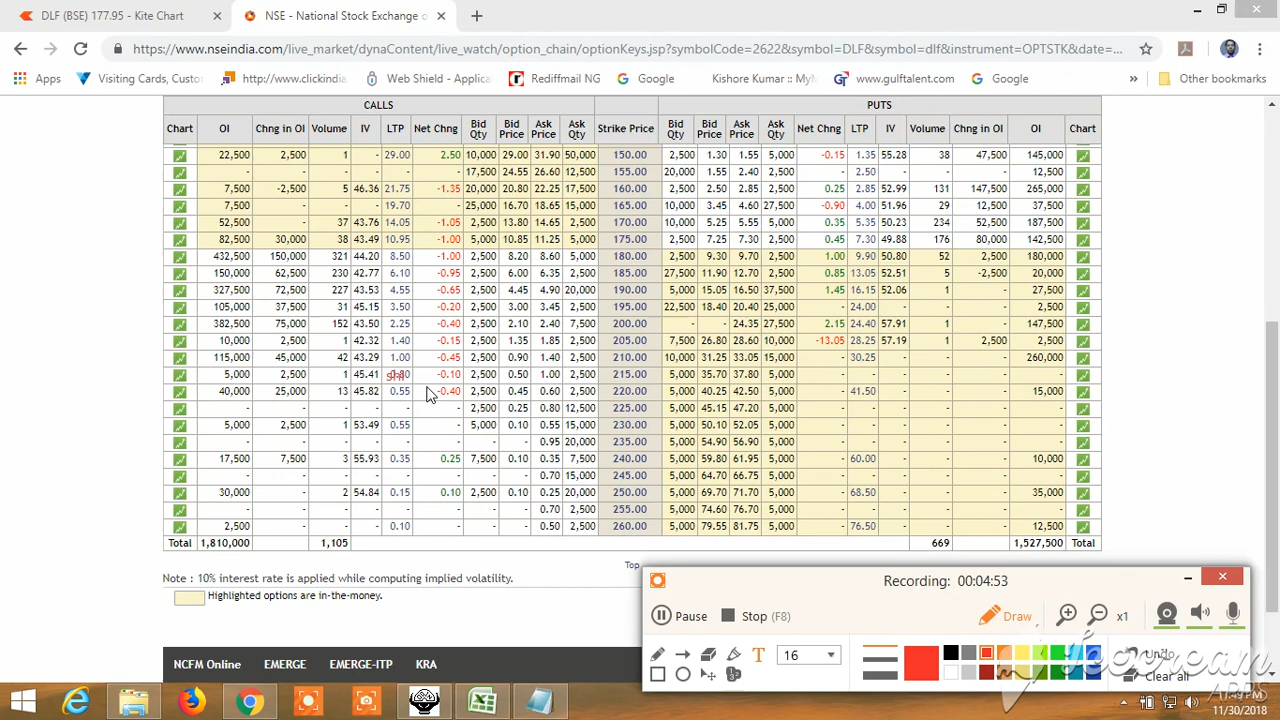 DLF (BSE) 177.95 - Kite Chart × NSE - National Stock Exchange o × +
https://www.nseindia.com/live_market/dynaContent/live_watch/option_chain/optionKeys.jsp?symbolCode=2622&symbol=DLF&symbol=dlf&instrument=OPTSTK&date=...
Apps Visiting Cards, Custo http://www.clickindia Web Shield - Applica Rediffmail NG Google Kishore Kumar :: MyN www.gulftalent.com Google » Other bookmarks
CALLS PUTS
Chart OI Chng in OI Volume IV LTP Net Chng Bid Qty Bid Price Ask Price Ask Qty Strike Price Bid Qty Bid Price Ask Price Ask Qty Net Chng LTP IV Volume Chng in OI OI Chart
22,500 2,500 1 - 29.00 2.50 10,000 29.00 31.90 50,000 150.00 2,500 1.30 1.55 5,000 -0.15 1.35 55.28 38 47,500 145,000
- - - - - - 17,500 24.55 26.60 12,500 155.00 20,000 1.55 2.40 2,500 - 2.50 - - - 12,500
7,500 -2,500 5 46.36 21.75 -1.35 20,000 20.80 22.25 17,500 160.00 2,500 2.50 2.85 2,500 0.25 2.85 52.99 131 147,500 265,000
7,500 - - - 19.70 - 25,000 16.70 18.65 15,000 165.00 10,000 3.45 4.60 27,500 -0.90 4.00 51.96 29 12,500 37,500
52,500 - 37 43.76 14.05 -1.05 2,500 13.80 14.65 2,500 170.00 10,000 5.25 5.55 5,000 0.35 5.35 50.23 234 52,500 187,500
82,500 30,000 38 43.49 10.95 -1.00 5,000 10.85 11.25 5,000 175.00 2,500 7.25 7.30 2,500 0.45 7.30 49.88 176 80,000 142,500
432,500 150,000 321 44.20 8.50 -1.00 2,500 8.20 8.60 5,000 180.00 2,500 9.30 9.70 2,500 1.00 9.90 50.80 52 2,500 180,000
150,000 62,500 230 42.77 6.10 -0.95 2,500 6.00 6.35 2,500 185.00 27,500 11.90 12.70 2,500 0.85 13.05 52.51 5 -2,500 20,000
327,500 72,500 227 43.53 4.55 -0.65 2,500 4.45 4.90 20,000 190.00 5,000 15.05 16.50 37,500 1.45 16.15 52.06 1 - 27,500
105,000 37,500 31 45.15 3.50 -0.20 2,500 3.00 3.45 2,500 195.00 22,500 18.40 20.40 25,000 - 24.00 - - - 2,500
382,500 75,000 152 43.50 2.25 -0.40 2,500 2.10 2.40 7,500 200.00 - - 24.35 27,500 2.15 24.40 57.91 1 - 147,500
10,000 2,500 1 42.32 1.40 -0.15 2,500 1.35 1.85 2,500 205.00 7,500 26.80 28.60 10,000 -13.05 28.25 57.19 1 2,500 2,500
115,000 45,000 42 43.29 1.00 -0.45 2,500 0.90 1.40 2,500 210.00 10,000 31.25 33.05 15,000 - 30.25 - - - 260,000
5,000 2,500 1 45.41 -0.10 2,500 0.50 1.00 2,500 215.00 5,000 35.70 37.80 5,000 - - - - - -
40,000 25,000 13 45.82 0.55 -0.40 2,500 0.45 0.60 2,500 220.00 5,000 40.25 42.50 5,000 - 41.50 - - - 15,000
- - - - - - 2,500 0.25 0.80 12,500 225.00 5,000 45.15 47.20 5,000 - - - - - -
5,000 2,500 1 53.49 0.55 - 5,000 0.10 0.55 15,000 230.00 5,000 50.10 52.05 5,000 - - - - - -
- - - - - - - - 0.95 20,000 235.00 5,000 54.90 56.90 5,000 - - - - - -
17,500 7,500 3 55.93 0.35 0.25 7,500 0.10 0.35 7,500 240.00 5,000 59.80 61.95 5,000 - 60.00 - - - 10,000
- - - - - - - - 0.70 15,000 245.00 5,000 64.70 66.75 5,000 - - - - - -
30,000 - 2 54.84 0.15 0.10 2,500 0.10 0.25 20,000 250.00 5,000 69.70 71.70 5,000 - 68.50 - - - 35,000
- - - - - - - - 0.70 2,500 255.00 5,000 74.60 76.70 5,000 - - - - - -
2,500 - - - 0.10 - - - 0.50 2,500 260.00 5,000 79.55 81.75 5,000 - 76.50 - - - 12,500
Total 1,810,000 1,105 669 1,527,500 Total
Top
Note : 10% interest rate is applied while computing implied volatility.
Highlighted options are in-the-money.
Recording: 00:04:53
Pause Stop (F8) Draw x1
T 16 Undo
Clear all
NCFM Online EMERGE EMERGE-ITP KRA
Icecream
APPS
1:49 PM
11/30/2018